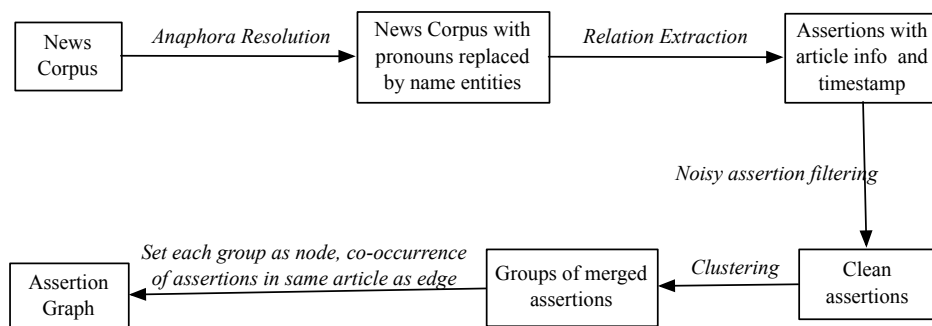 News
Corpus
Anaphora Resolution
News Corpus with
pronouns replaced
by name entities
Relation Extraction
Assertions with
article info and
timestamp
Noisy assertion filtering
Clean
assertions
Clustering
Groups of merged
assertions
Set each group as node, co-occurrence
of assertions in same article as edge
Assertion
Graph